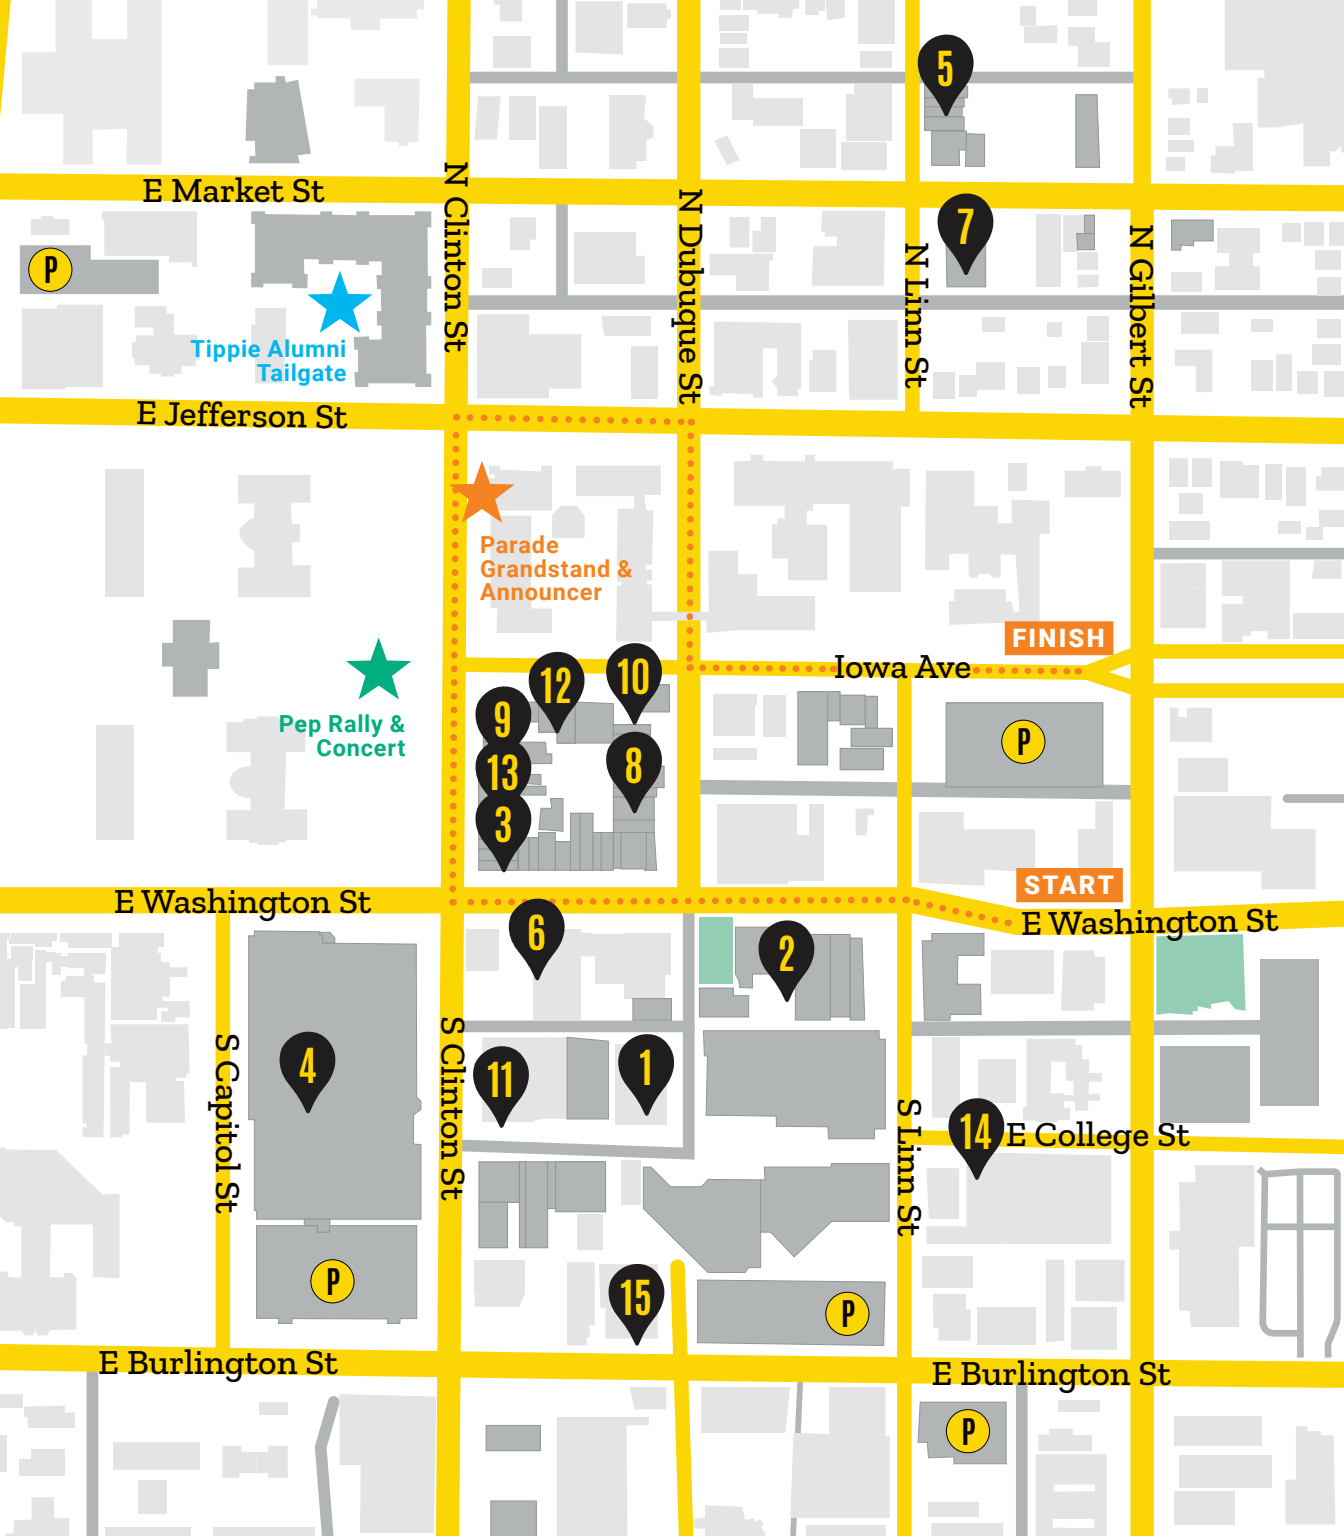 5
E Market St
N Clinton St
N Dubuque St
7
N Linn St
N Gilbert St
P
Tippie Alumni
Tailgate
E Jefferson St
Parade
Grandstand &
Announcer
FINISH
Iowa Ave
12
10
9
Pep Rally &
Concert
P
13
8
3
START
E Washington St
E Washington St
6
2
S Capitol St
4
S Clinton St
11
1
S Linn St
14
E College St
P
15
P
E Burlington St
E Burlington St
P